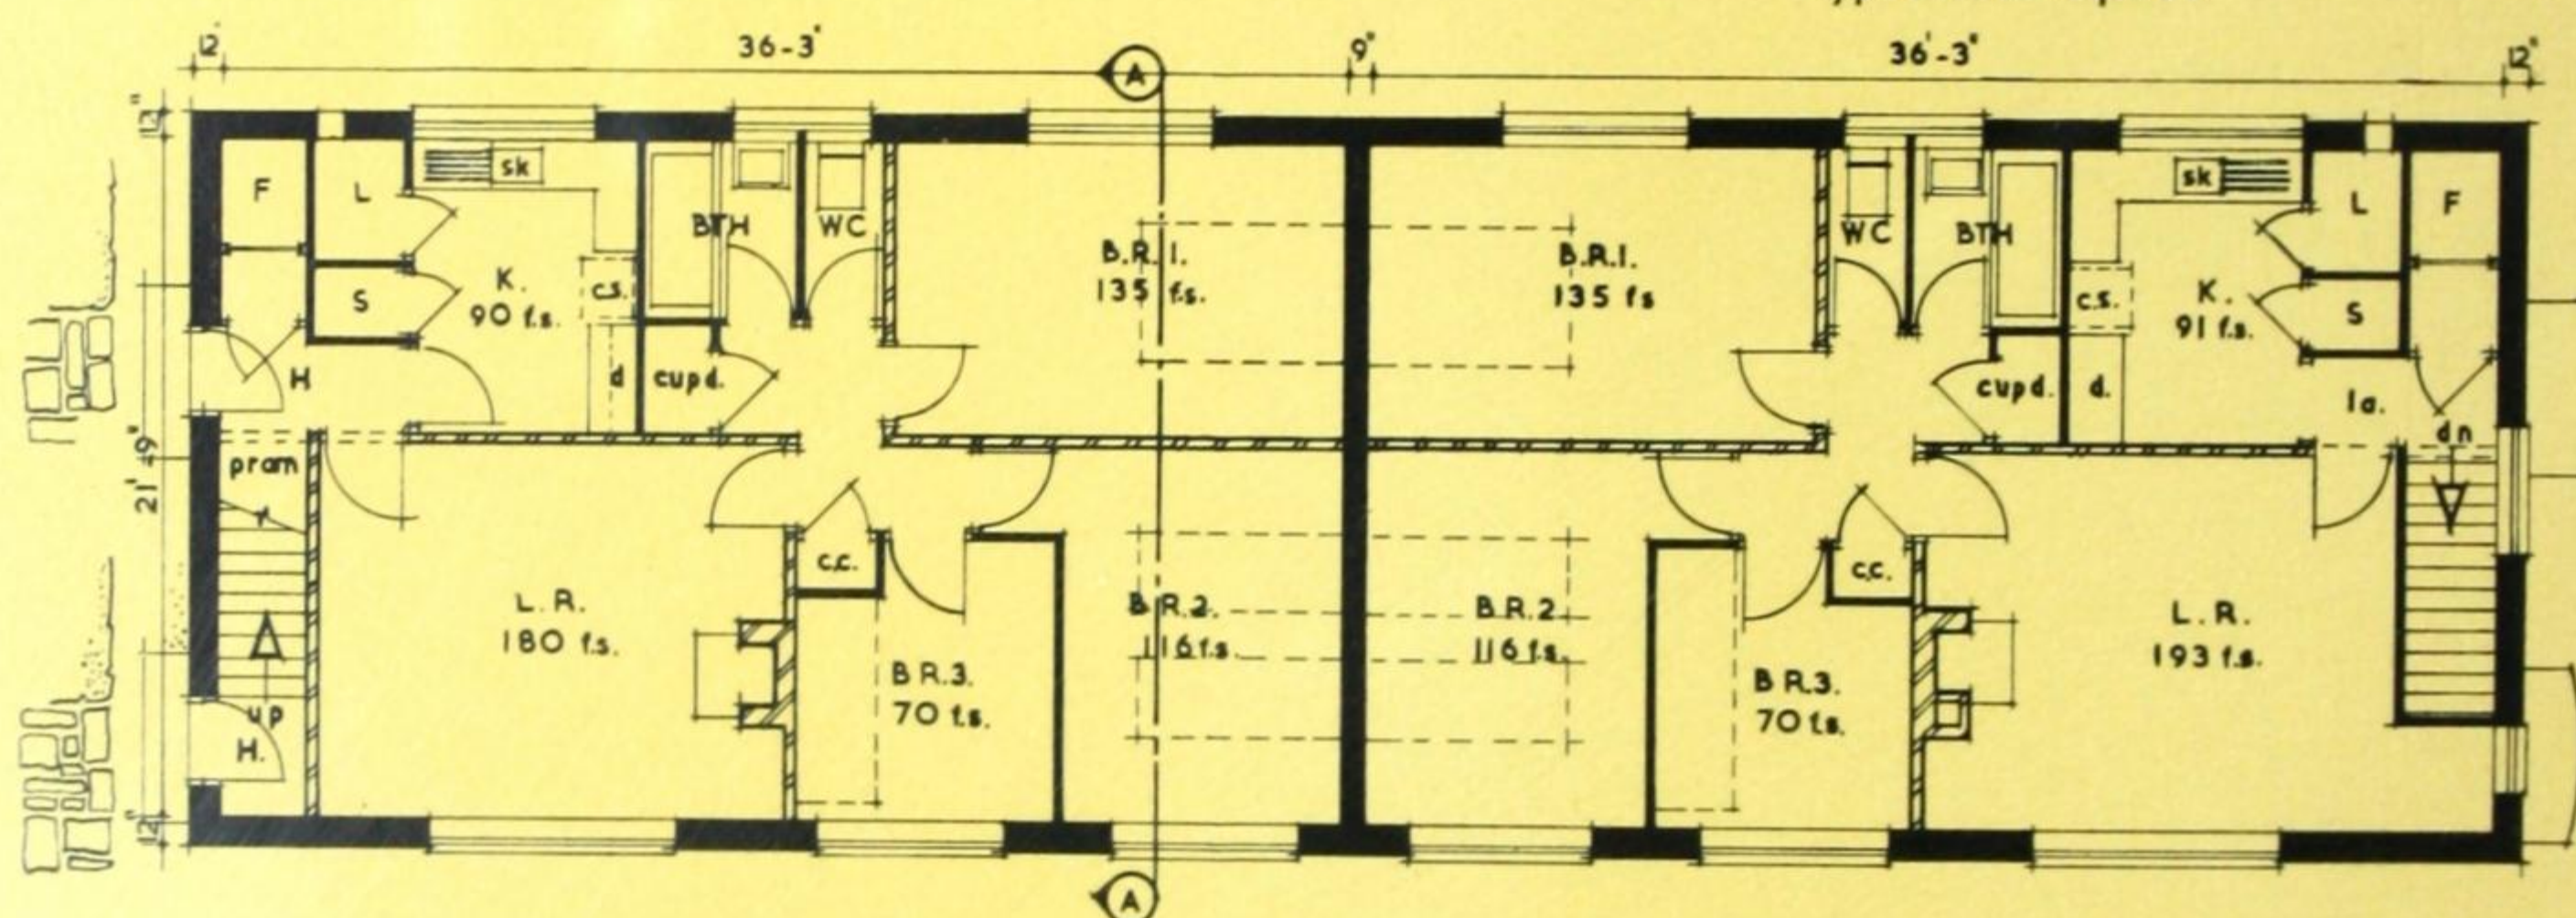 12"
36-3"
A
9"
36'-3"
12"
12"
F
L
sk
BTH
WC
B.R.1.
135 f.s.
B.R.1.
135 fs
WC
BTH
sk
L
F
S
K.
90 f.s.
c.s.
c.s.
K.
91 f.s.
S
H
d
cupd.
cupd.
d.
la.
dn
pram
21' 9"
c.c.
c.c.
L.R.
180 f.s.
B.R.2.
116 f.s.
B.R.2
116 f.s.
L.R.
193 f.s.
B R.3.
70 f.s.
B R.3.
70 f.s.
up
H.
12"
A